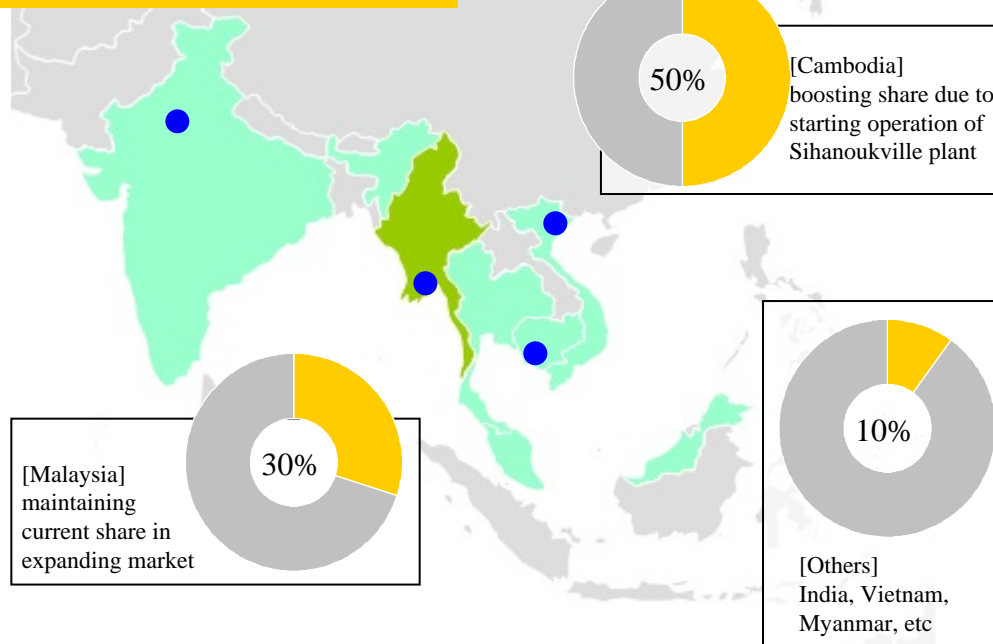 50%
[Cambodia]
boosting share due to
starting operation of
Sihanoukville plant
30%
[Malaysia]
maintaining
current share in
expanding market
10%
[Others]
India, Vietnam,
Myanmar, etc